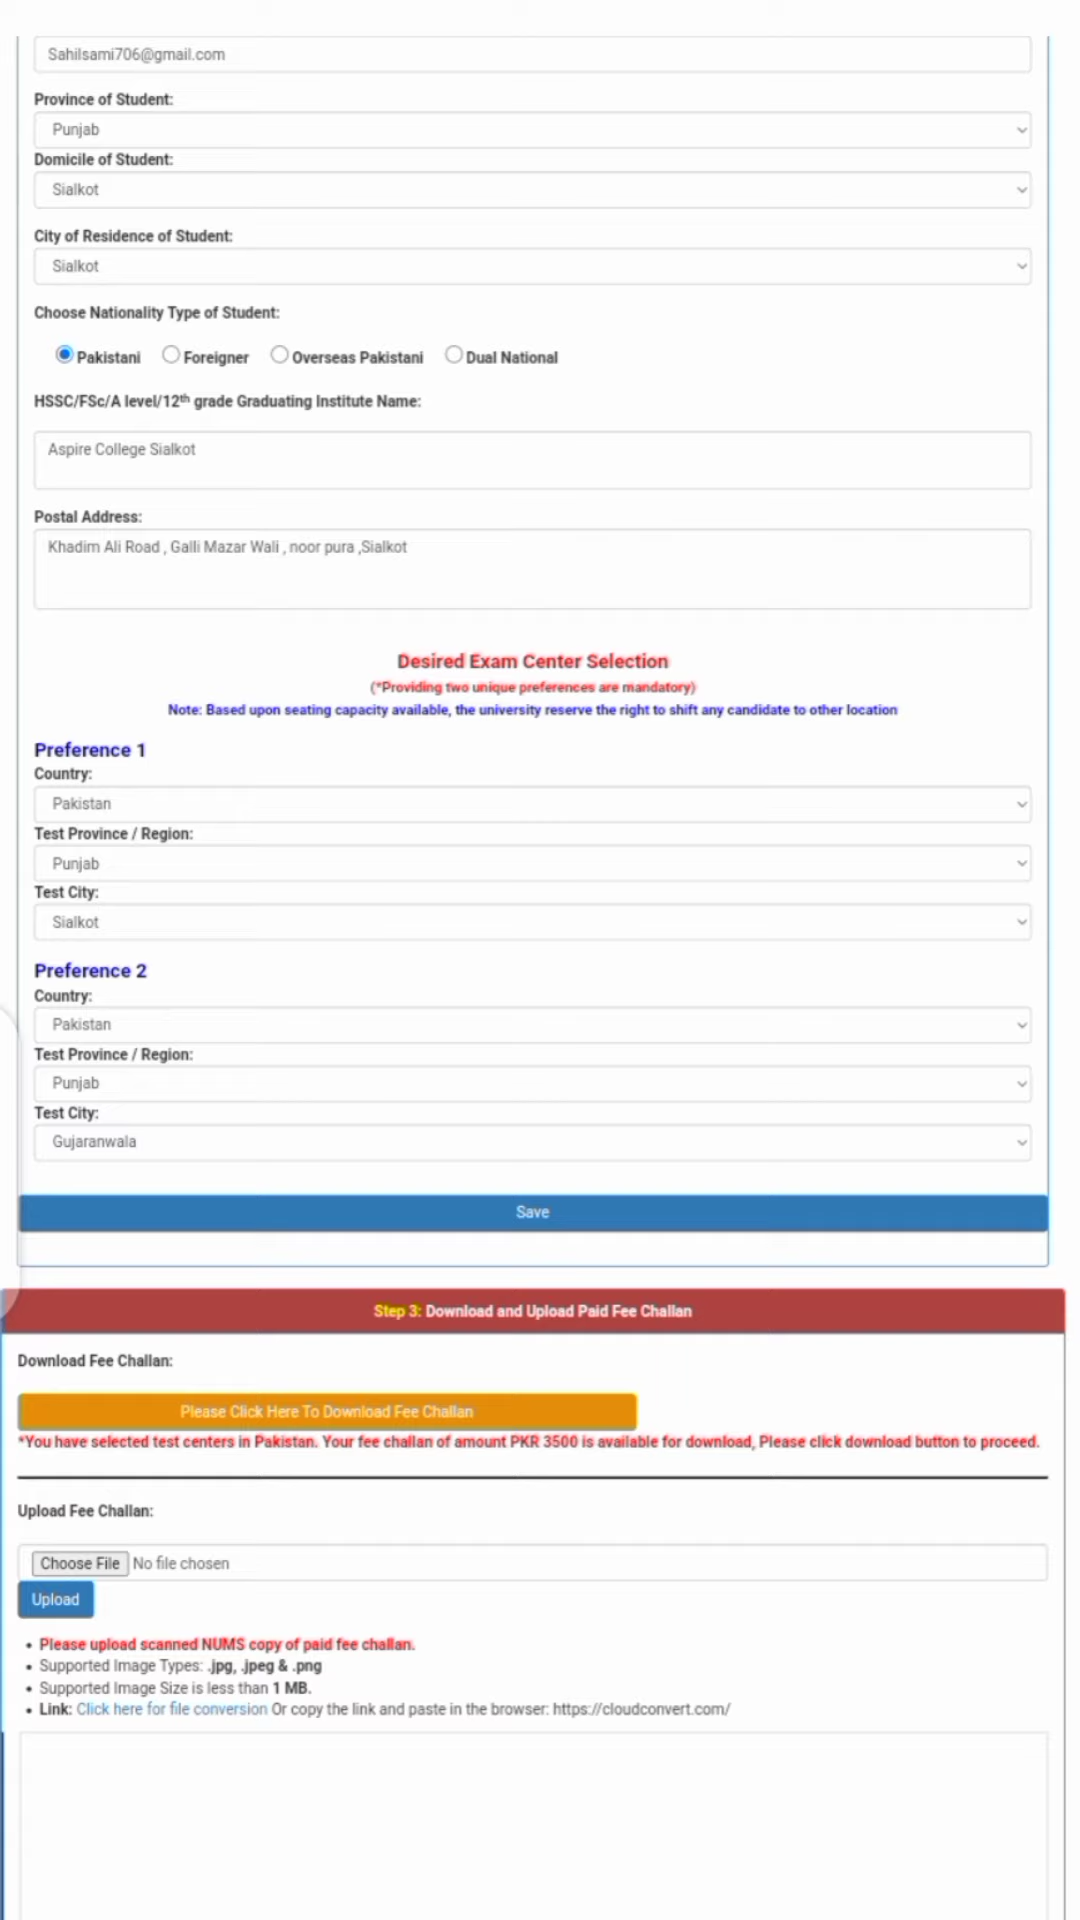 Sahilsami706@gmail.com
Province of Student:
Punjab
Domicile of Student:
Sialkot
City of Residence of Student:
Sialkot
Choose Nationality Type of Student:
Pakistani Foreigner Overseas Pakistani Dual National
HSSC/FSc/A level/12th grade Graduating Institute Name:
Aspire College Sialkot
Postal Address:
Khadim Ali Road , Galli Mazar Wali , noor pura ,Sialkot
Desired Exam Center Selection
(*Providing two unique preferences are mandatory)
Note: Based upon seating capacity available, the university reserve the right to shift any candidate to other location
Preference 1
Country:
Pakistan
Test Province / Region:
Punjab
Test City:
Sialkot
Preference 2
Country:
Pakistan
Test Province / Region:
Punjab
Test City:
Gujaranwala
Save
Step 3: Download and Upload Paid Fee Challan
Download Fee Challan:
Please Click Here To Download Fee Challan
*You have selected test centers in Pakistan. Your fee challan of amount PKR 3500 is available for download, Please click download button to proceed.
Upload Fee Challan:
Choose File No file chosen
Upload
• Please upload scanned NUMS copy of paid fee challan.
• Supported Image Types: .jpg, .jpeg & .png
• Supported Image Size is less than 1 MB.
• Link: Click here for file conversion Or copy the link and paste in the browser: https://cloudconvert.com/